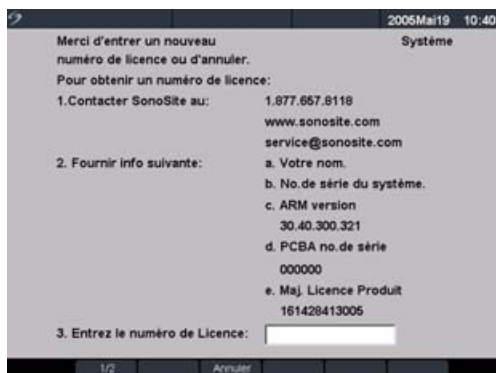 2005Mai19 10:40
Merci d'entrer un nouveau
Système
numéro de licence ou d'annuler.
Pour obtenir un numéro de licence:
1.Contacter SonoSite au: 1.877.657.8118
www.sonosite.com
service@sonosite.com
2. Fournir info suivante: a. Votre nom.
b. No.de série du système.
c. ARM version
30.40.300.321
d. PCBA no.de série
000000
e. Maj. Licence Produit
161428413005
3. Entrez le numéro de Licence:
1/2 Annuler